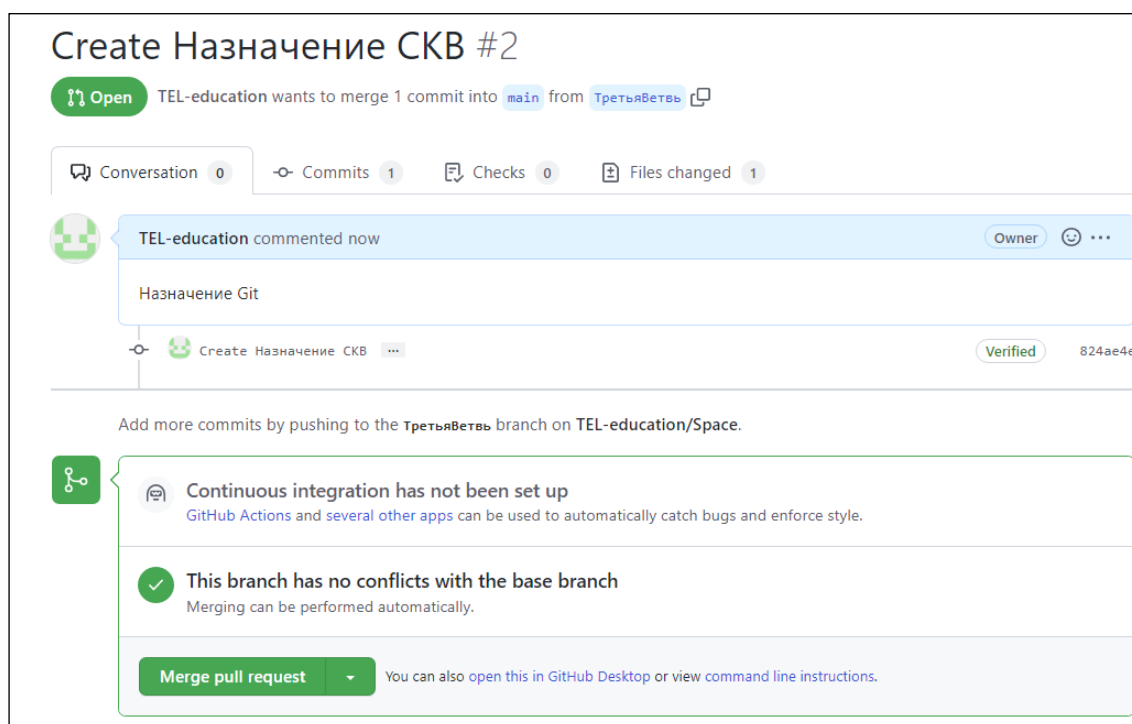 Create Назначение СКВ #2
Open TEL-education wants to merge 1 commit into main from ТретьяВетвь
Conversation 0 Commits 1 Checks 0 Files changed 1
TEL-education commented now Owner
Назначение Git
Create Назначение СКВ Verified 824ae4e
Add more commits by pushing to the ТретьяВетвь branch on TEL-education/Space.
Continuous integration has not been set up
GitHub Actions and several other apps can be used to automatically catch bugs and enforce style.
This branch has no conflicts with the base branch
Merging can be performed automatically.
Merge pull request You can also open this in GitHub Desktop or view command line instructions.